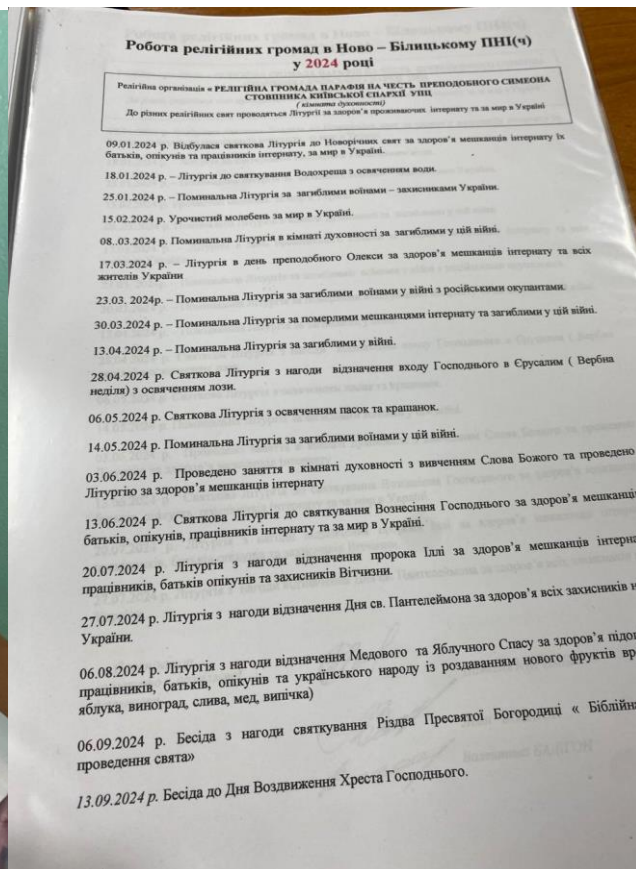 Робота релігійних громад в Ново – Білицькому ПНІ(ч)
у 2024 році
Релігійна організація « РЕЛІГІЙНА ГРОМАДА ПАРАФІЯ НА ЧЕСТЬ ПРЕПОДОБНОГО СИМЕОНА
СТОВПНИКА КИЇВСЬКОЇ ЄПАРХІЇ УПЦ
( кімната духовності)
До різних релігійних свят проводяться Літургії за здоров'я проживаючих інтернату та за мир в Україні
09.01.2024 р. Відбулася святкова Літургія до Новорічних свят за здоров'я мешканців інтернату їх
батьків, опікунів та працівників інтернату, за мир в Україні.
18.01.2024 р. – Літургія до святкування Водохреща з освяченням води.
25.01.2024 – Поминальна Літургія за загиблими воїнами – захисниками України.
15.02.2024 р. Урочистий молебень за мир в Україні.
08..03.2024 р. Поминальна Літургія в кімнаті духовності за загиблими у цій війні.
17.03.2024 р. – Літургія в день преподобного Олекси за здоров'я мешканців інтернату та всіх
жителів України
23.03. 2024р. – Поминальна Літургія за загиблими воїнами у війні з російськими окупантами.
30.03.2024 р. – Поминальна Літургія за померлими мешканцями інтернату та загиблими у цій війні.
13.04.2024 р. – Поминальна Літургія за загиблими у війні.
28.04.2024 р. Святкова Літургія з нагоди відзначення входу Господнього в Єрусалим ( Вербна
неділя) з освяченням лози.
06.05.2024 р. Святкова Літургія з освяченням пасок та крашанок.
14.05.2024 р. Поминальна Літургія за загиблими воїнами у цій війні.
03.06.2024 р. Проведено заняття в кімнаті духовності з вивченням Слова Божого та проведено
Літургію за здоров'я мешканців інтернату
13.06.2024 р. Святкова Літургія до святкування Вознесіння Господнього за здоров'я мешканці
батьків, опікунів, працівників інтернату та за мир в Україні.
20.07.2024 р. Літургія з нагоди відзначення пророка Іллі за здоров'я мешканців інтерна
працівників, батьків опікунів та захисників Вітчизни.
27.07.2024 р. Літургія з нагоди відзначення Дня св. Пантелеймона за здоров'я всіх захисників н
України.
06.08.2024 р. Літургія з нагоди відзначення Медового та Яблучного Спасу за здоров'я підо
працівників, батьків, опікунів та українського народу із роздаванням нового фруктів вр
яблука, виноград, слива, мед, випічка)
06.09.2024 р. Бесіда з нагоди святкування Різдва Пресвятої Богородиці « Біблійн
проведення свята»
13.09.2024 р. Бесіда до Дня Воздвиження Хреста Господнього.